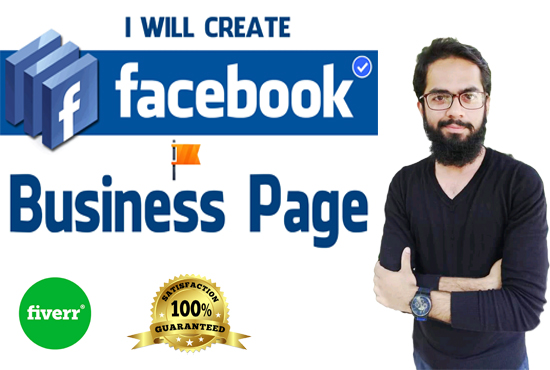 I WILL CREATE
f facebook
Business Page
fiverr®
SATISFACTION
100%
GUARANTEED